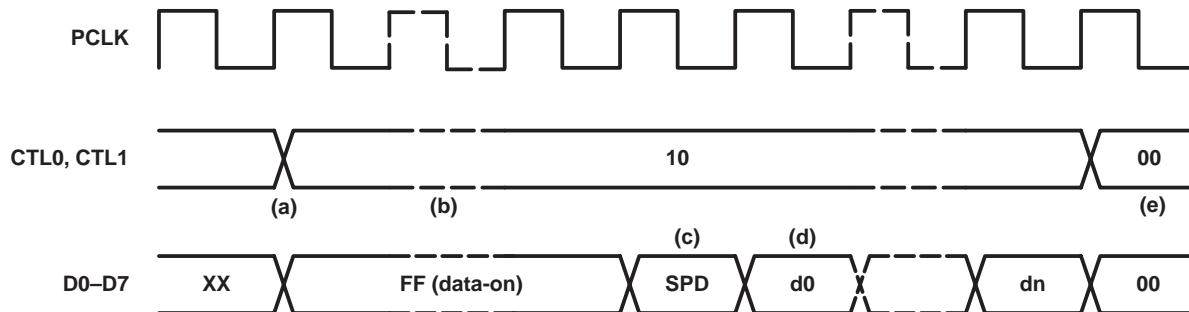 PCLK
CTL0, CTL1
10
00
(a)
(b)
(e)
(c)
(d)
D0–D7
XX
FF (data-on)
SPD
d0
dn
00